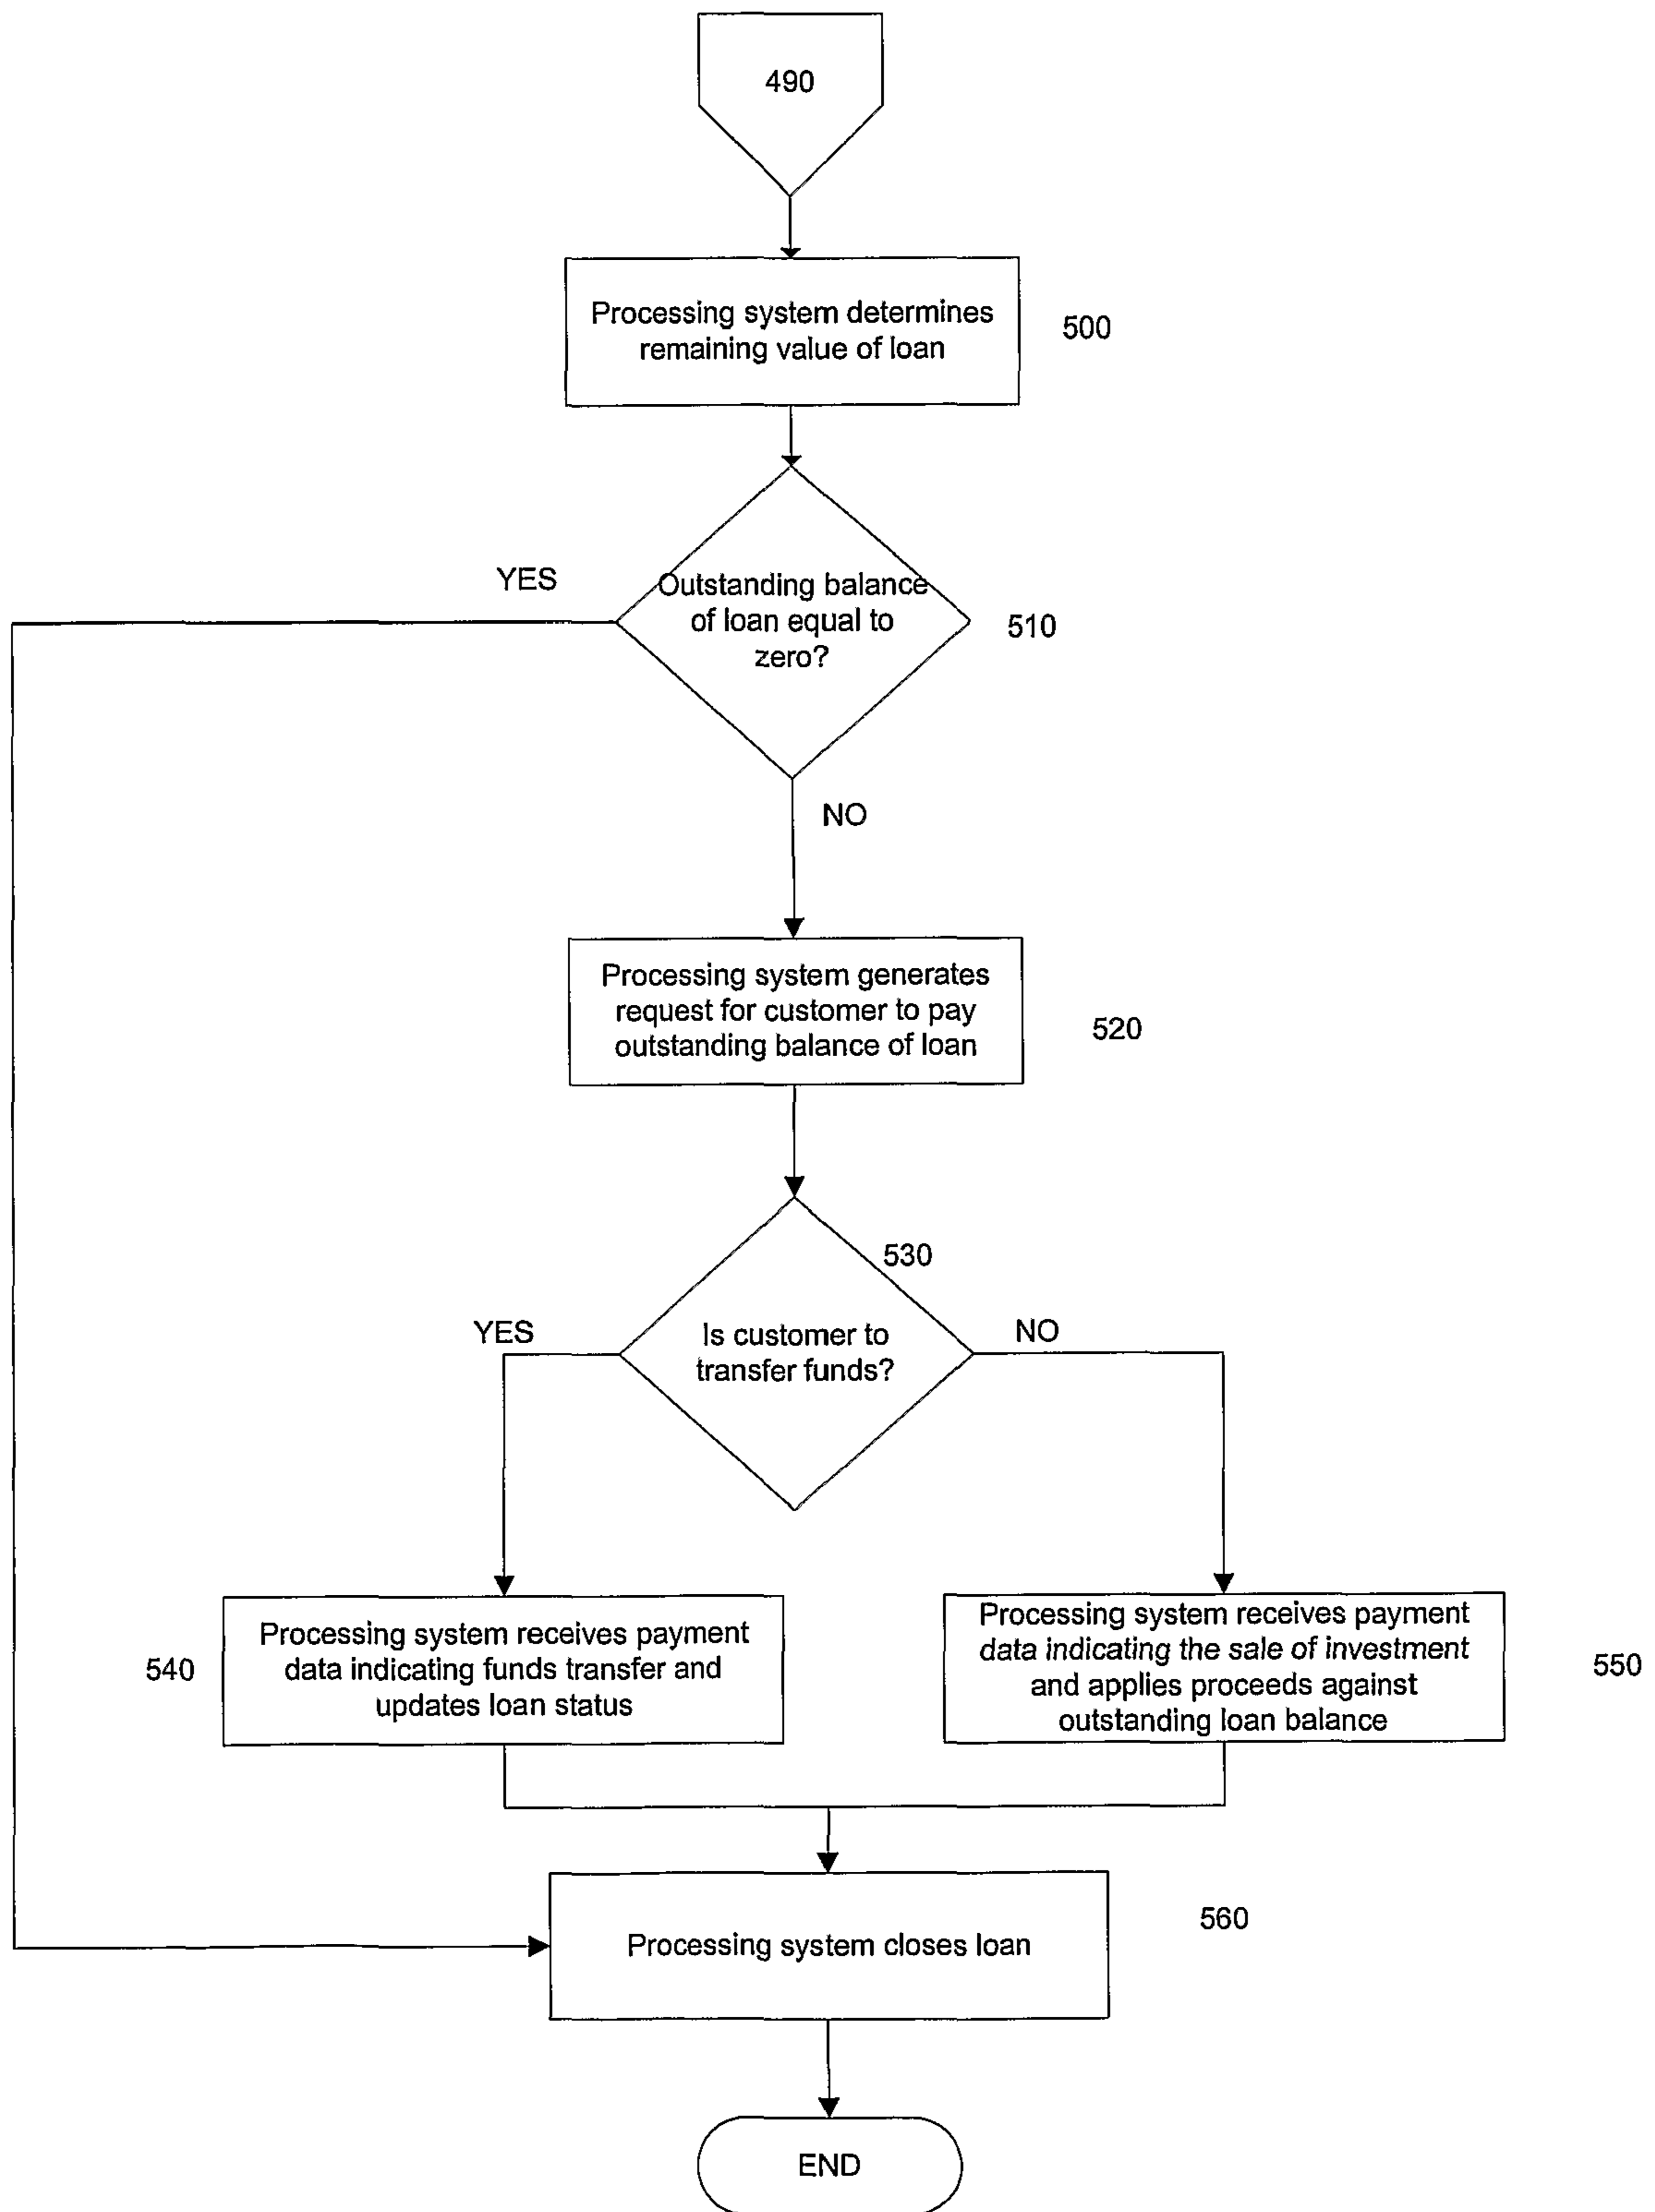 490
Processing system determines
remaining value of loan
500
YES
Outstanding balance
of loan equal to
zero?
510
NO
Processing system generates
request for customer to pay
outstanding balance of loan
520
530
YES
Is customer to
transfer funds?
NO
540
Processing system receives payment
data indicating funds transfer and
updates loan status
Processing system receives payment
data indicating the sale of investment
and applies proceeds against
outstanding loan balance
550
560
Processing system closes loan
END